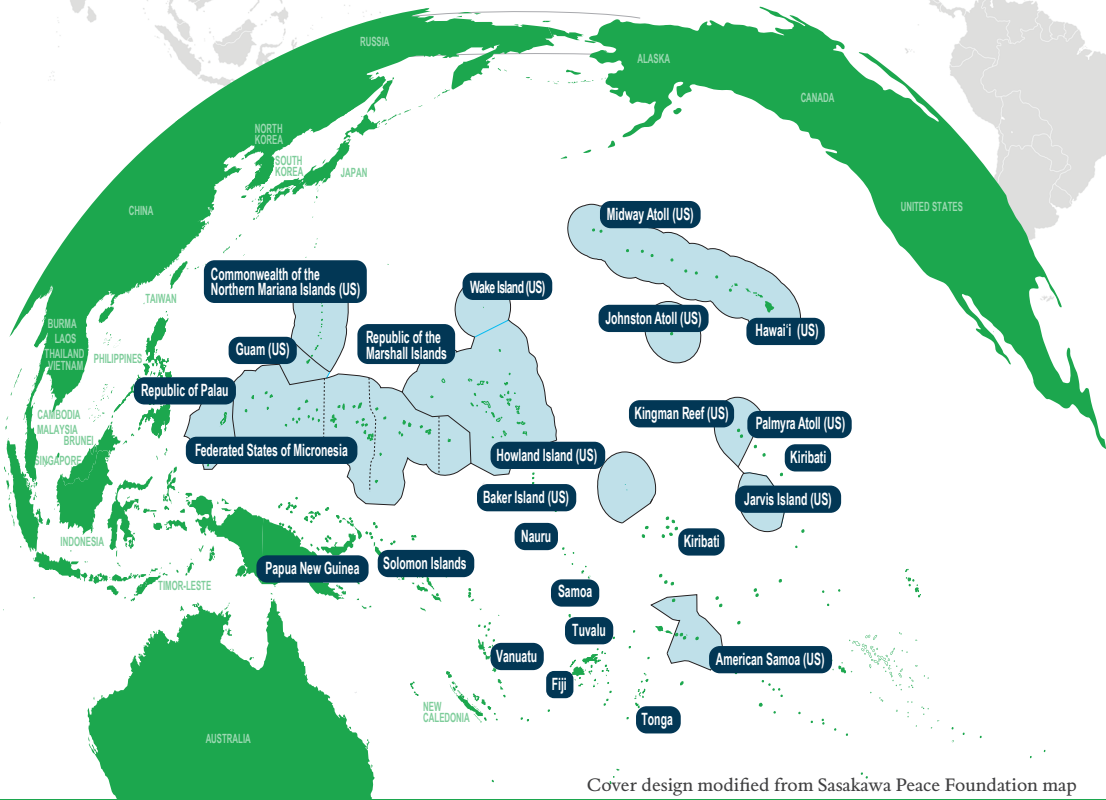 RUSSIA
ALASKA
CANADA
NORTH
KOREA
SOUTH
KOREA
JAPAN
CHINA
UNITED STATES
Midway Atoll (US)
Commonwealth of the
Northern Mariana Islands (US)
Wake Island (US)
TAIWAN
Johnston Atoll (US)
Hawai‘i (US)
BURMA
LAOS
THAILAND
VIETNAM
PHILIPPINES
Guam (US)
Republic of the
Marshall Islands
Republic of Palau
CAMBODIA
MALAYSIA
BRUNEI
SINGAPORE
Kingman Reef (US)
Palmyra Atoll (US)
Federated States of Micronesia
Howland Island (US)
Kiribati
Baker Island (US)
Jarvis Island (US)
INDONESIA
Nauru
Kiribati
Papua New Guinea
Solomon Islands
TIMOR-LESTE
Samoa
Tuvalu
Vanuatu
American Samoa (US)
Fiji
NEW
CALEDONIA
Tonga
AUSTRALIA
Cover design modified from Sasakawa Peace Foundation map